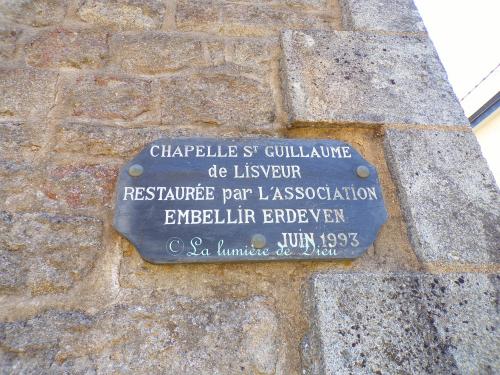 CHAPELLE ST GUILLAUME
de LISVEUR
RESTAURÉE par L'ASSOCIATION
EMBELLIR ERDEVEN
JUIN 1993
© La lumière de Dieu